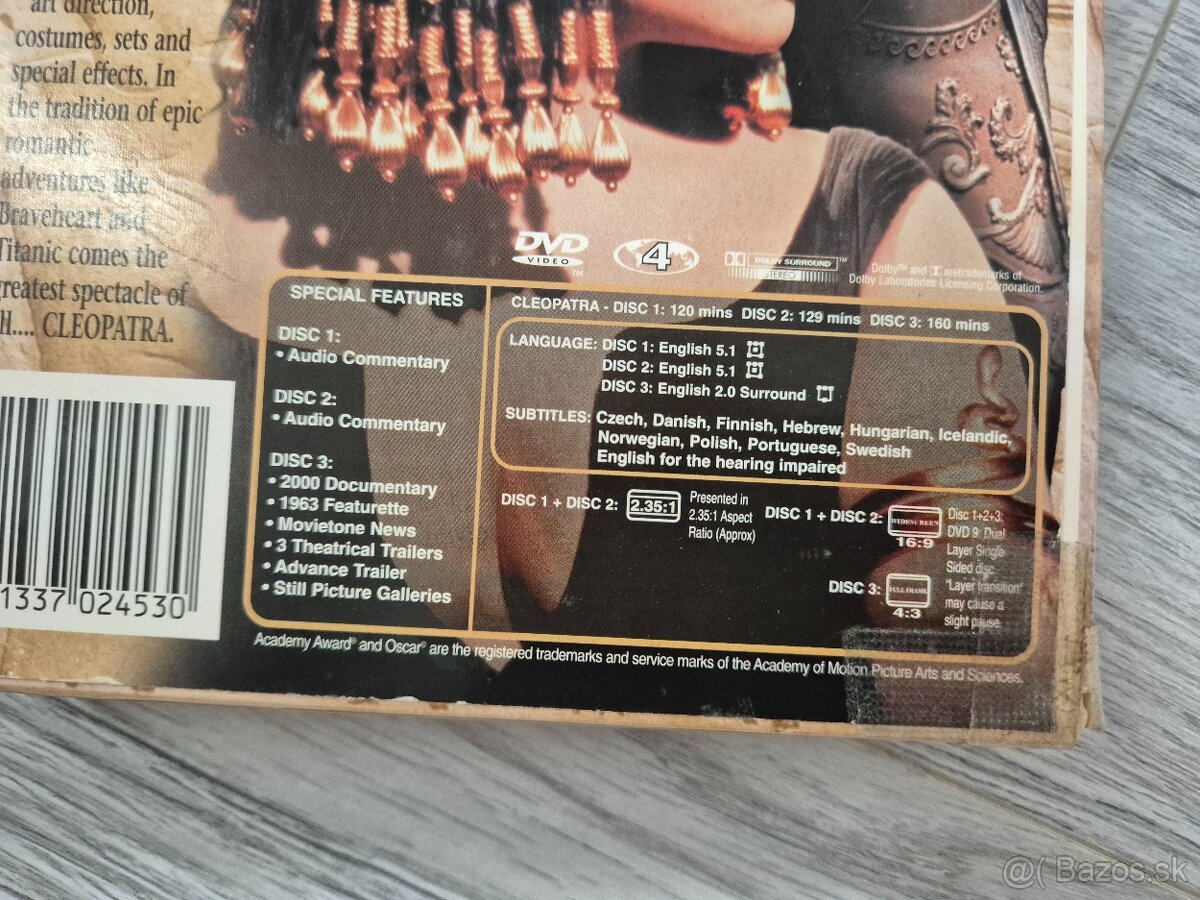 art direction,
costumes, sets and
special effects. In
the tradition of epic
romantic
adventures like
Braveheart and
Titanic comes the
greatest spectacle of
.... CLEOPATRA.
DVD
VIDEO
TM
4
DOLBY SURROUND
STEREO
TM
Dolby™ and aretrademarks of
Dolby Laboratories Licensing Corporation.
SPECIAL FEATURES
DISC 1:
• Audio Commentary
DISC 2:
• Audio Commentary
DISC 3:
• 2000 Documentary
• 1963 Featurette
• Movietone News
• 3 Theatrical Trailers
• Advance Trailer
• Still Picture Galleries
CLEOPATRA - DISC 1: 120 mins DISC 2: 129 mins DISC 3: 160 mins
LANGUAGE: DISC 1: English 5.1
DISC 2: English 5.1
DISC 3: English 2.0 Surround
SUBTITLES: Czech, Danish, Finnish, Hebrew, Hungarian, Icelandic,
Norwegian, Polish, Portuguese, Swedish
English for the hearing impaired
DISC 1 + DISC 2: 2.35:1
Presented in
2.35:1 Aspect
Ratio (Approx)
DISC 1 + DISC 2: WIDESCREEN
16:9
DISC 3: FULL FRAME
4:3
Disc 1+2+3:
DVD 9: Dual
Layer Single
Sided disc
"Layer transition"
may cause a
slight pause.
1337 024530
Academy Award® and Oscar® are the registered trademarks and service marks of the Academy of Motion Picture Arts and Sciences.
@( Bazos.sk